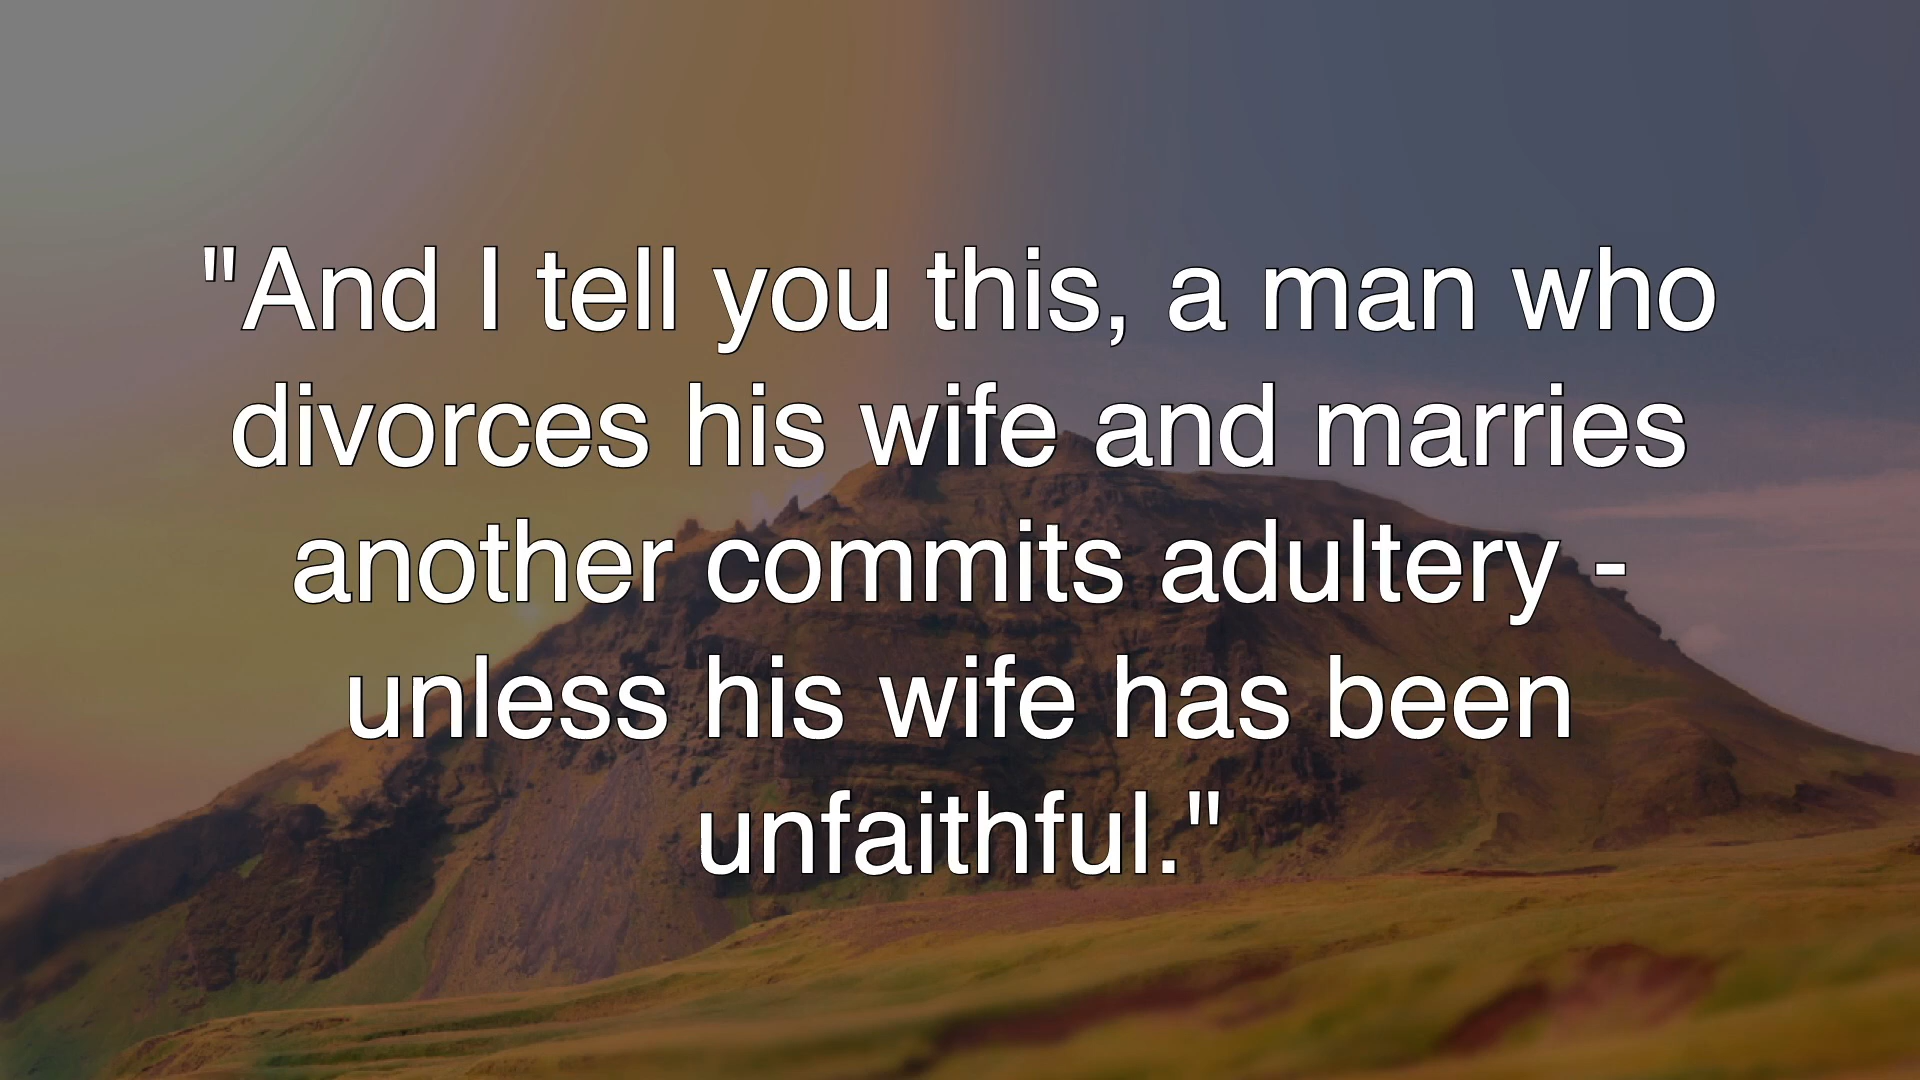 "And I tell you this, a man who
divorces his wife and marries
another commits adultery -
unless his wife has been
unfaithful."